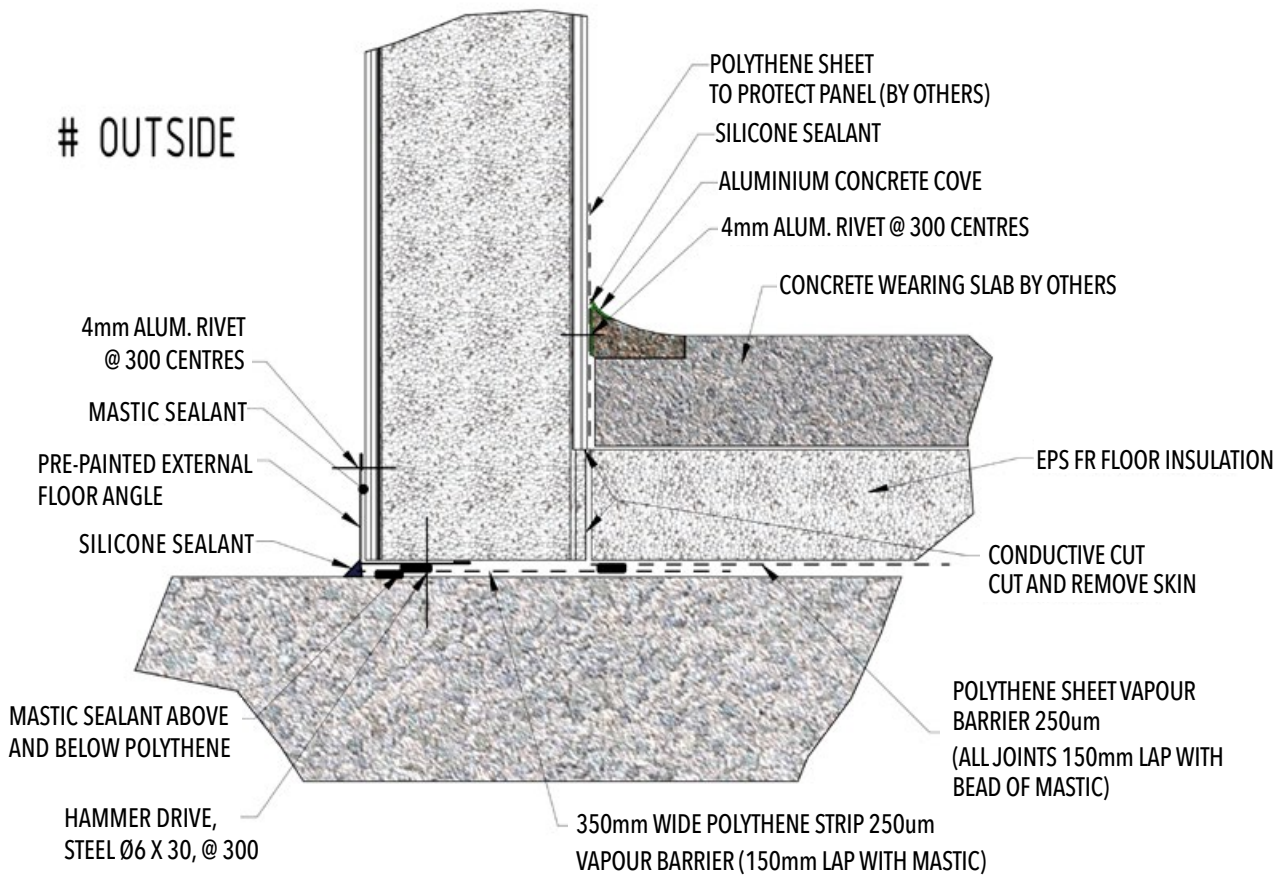 # OUTSIDE
POLYTHENE SHEET
TO PROTECT PANEL (BY OTHERS)
SILICONE SEALANT
ALUMINIUM CONCRETE COVE
4mm ALUM. RIVET @ 300 CENTRES
CONCRETE WEARING SLAB BY OTHERS
4mm ALUM. RIVET
@ 300 CENTRES
MASTIC SEALANT
PRE-PAINTED EXTERNAL
FLOOR ANGLE
SILICONE SEALANT
EPS FR FLOOR INSULATION
CONDUCTIVE CUT
CUT AND REMOVE SKIN
MASTIC SEALANT ABOVE
AND BELOW POLYTHENE
HAMMER DRIVE,
STEEL Ø6 X 30, @ 300
350mm WIDE POLYTHENE STRIP 250um
VAPOUR BARRIER (150mm LAP WITH MASTIC)
POLYTHENE SHEET VAPOUR
BARRIER 250um
(ALL JOINTS 150mm LAP WITH
BEAD OF MASTIC)